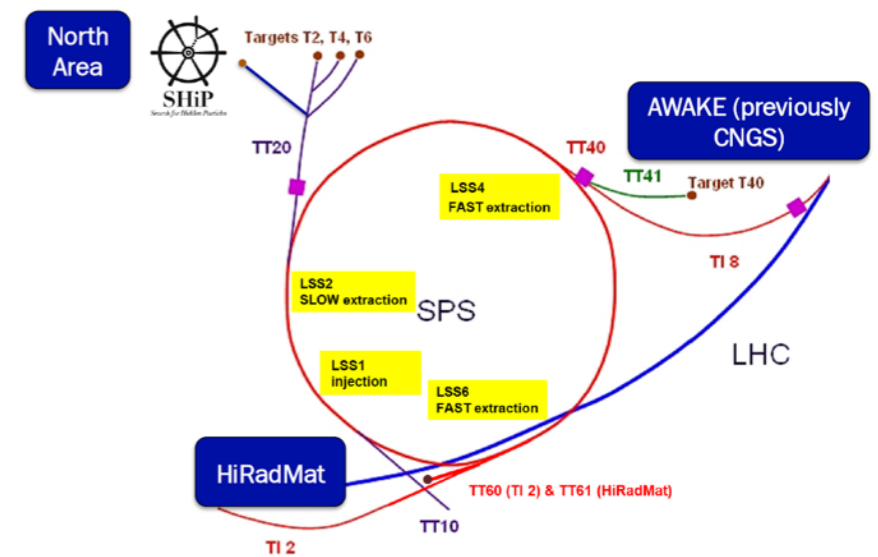 North
Area
Targets T2, T4, T6
SHiP
Search for Hidden Particles
TT20
AWAKE (previously
CNGS)
TT40
TT41
Target T40
LSS4
FAST extraction
TI 8
LSS2
SLOW extraction
SPS
LHC
LSS1
injection
LSS6
FAST extraction
HiRadMat
TT60 (TI 2) & TT61 (HiRadMat)
TT10
TI 2